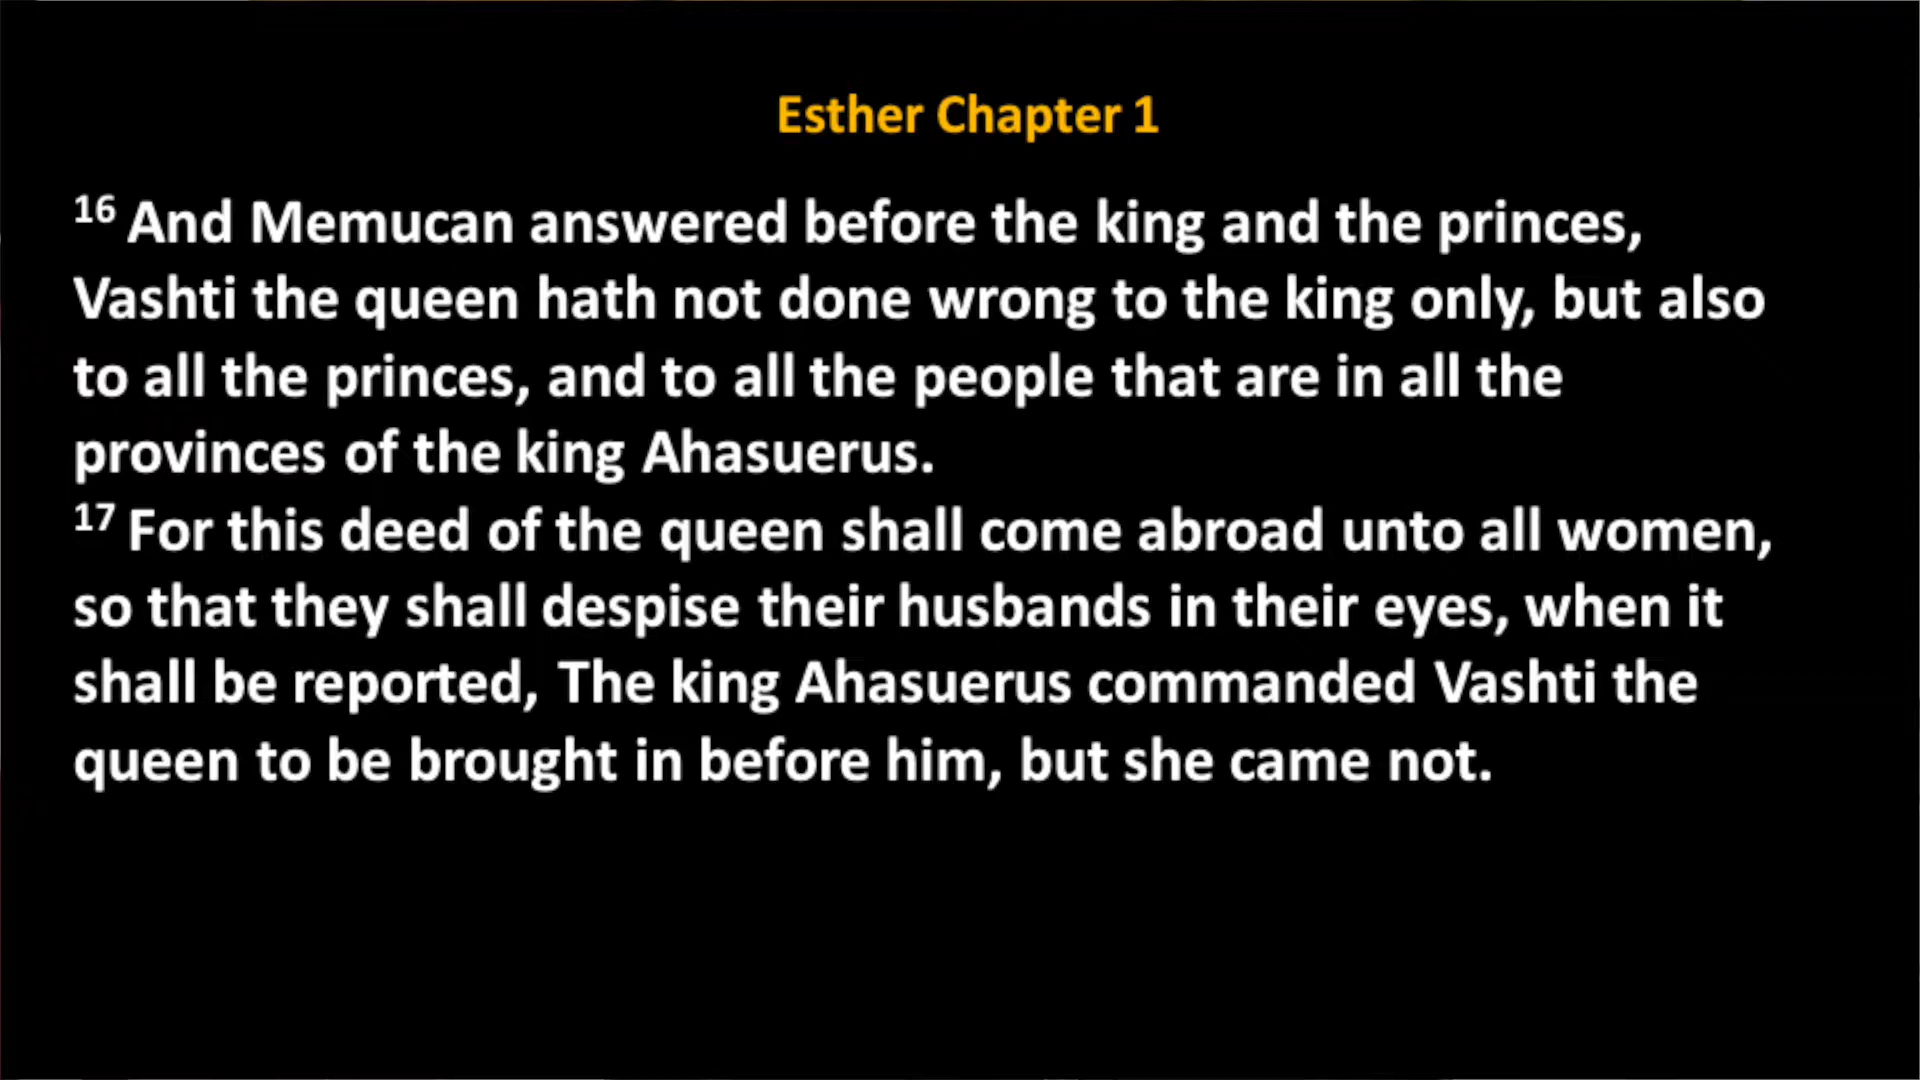 Esther Chapter 1
16 And Memucan answered before the king and the princes,
Vashti the queen hath not done wrong to the king only, but also
to all the princes, and to all the people that are in all the
provinces of the king Ahasuerus.
17 For this deed of the queen shall come abroad unto all women,
so that they shall despise their husbands in their eyes, when it
shall be reported, The king Ahasuerus commanded Vashti the
queen to be brought in before him, but she came not.